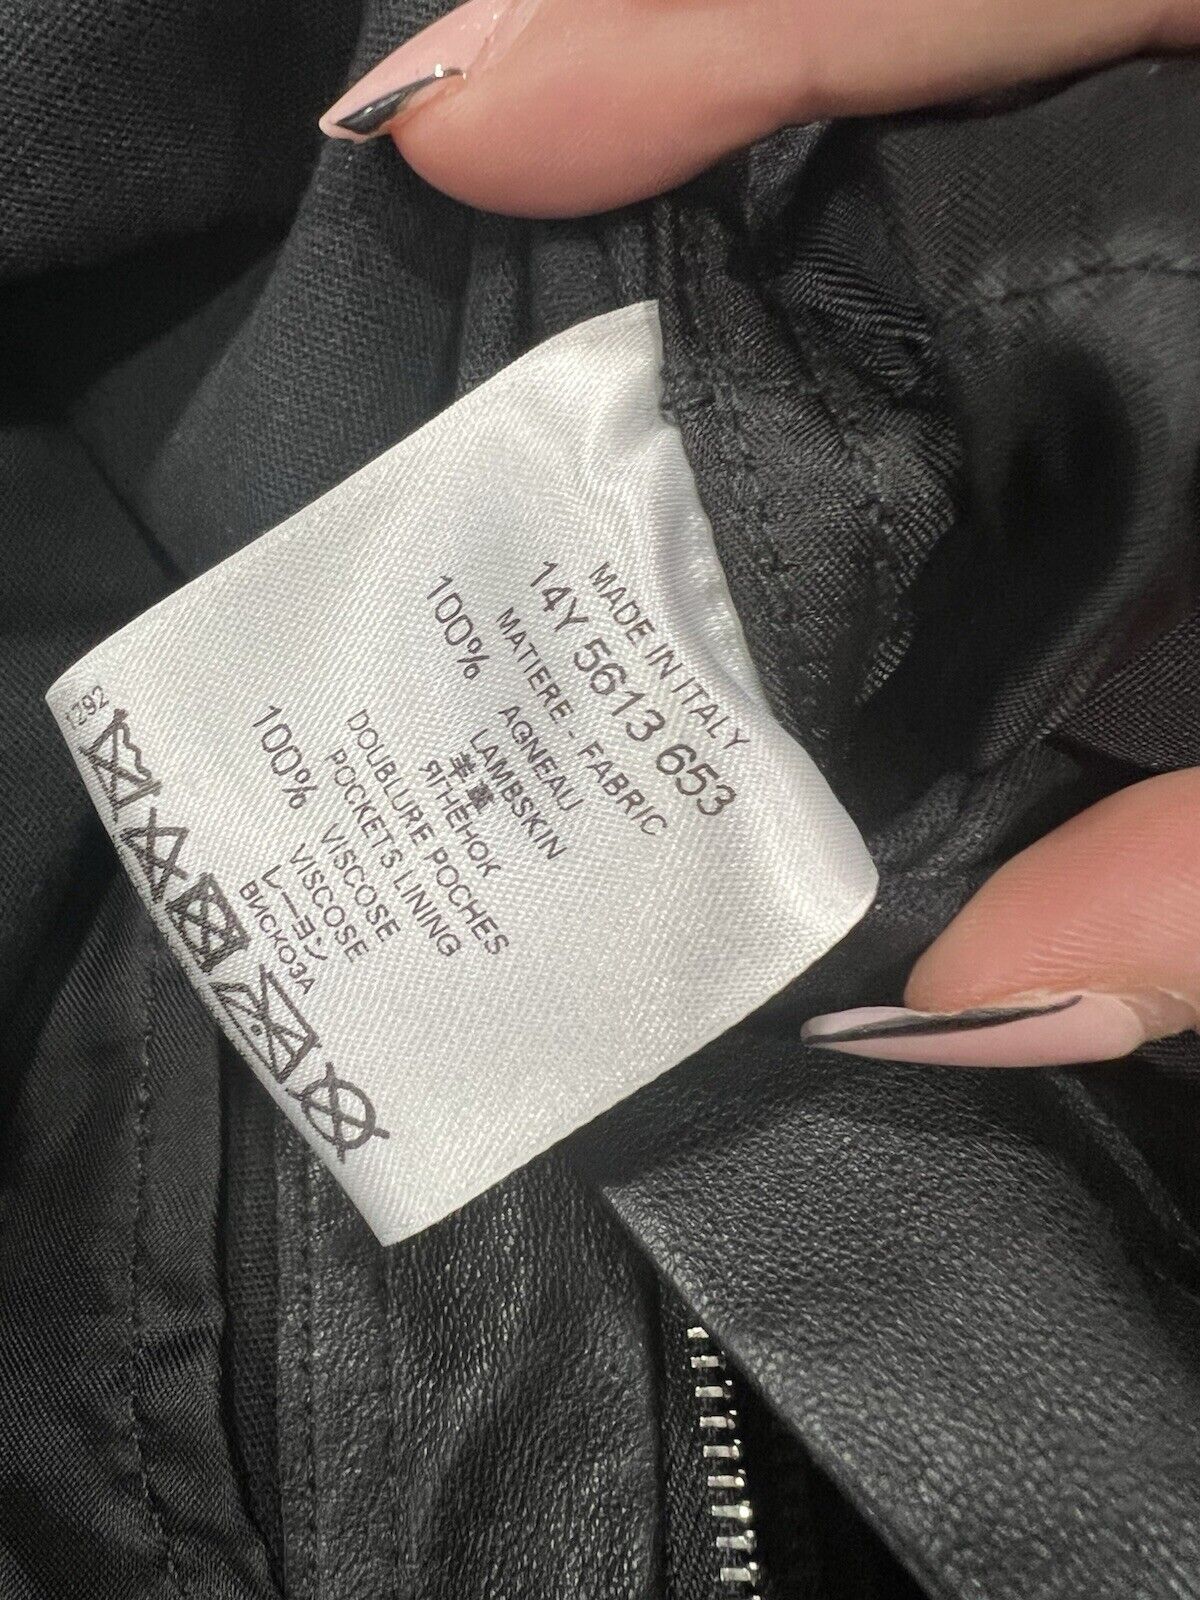 MADE IN ITALY
14Y 5613 653
MATIERE - FABRIC
100% AGNEAU
LAMBSKIN
羊革
ЯГНЕНОК
DOUBLURE POCHES
POCKETS LINING
100% VISCOSE
VISCOSE
レーヨン
ВИСКОЗА
1Z92